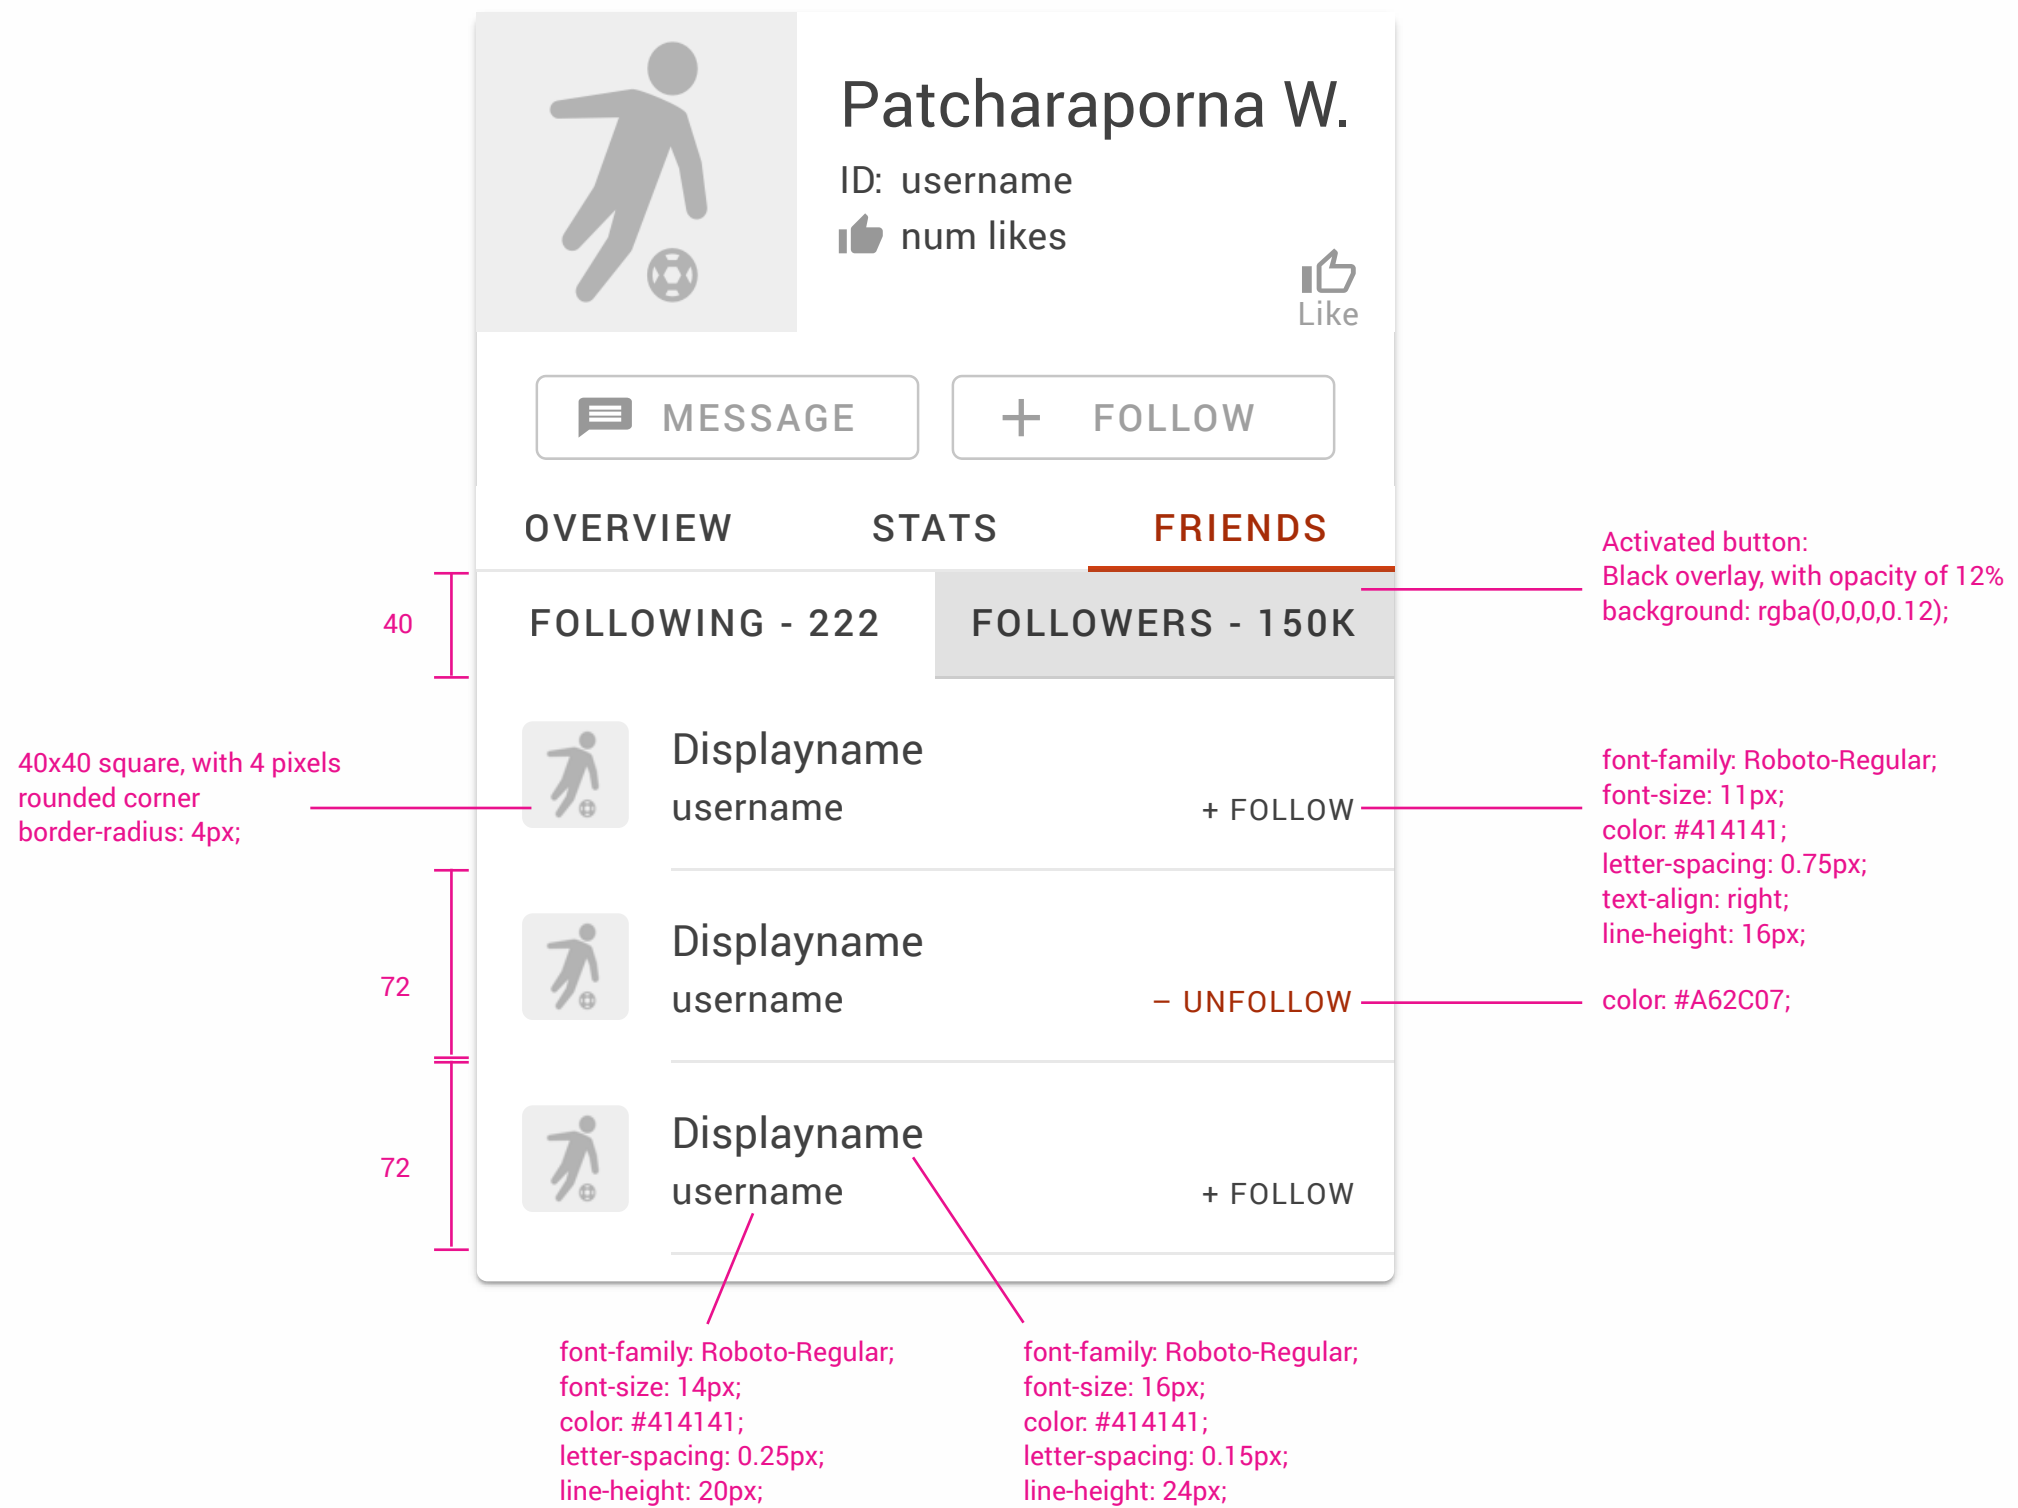 Patcharaporna W.
ID: username
num likes
Like
MESSAGE
+ FOLLOW
OVERVIEW
STATS
FRIENDS
FOLLOWING - 222
FOLLOWERS - 150K
40
Activated button:
Black overlay, with opacity of 12%
background: rgba(0,0,0,0.12);
40x40 square, with 4 pixels
rounded corner
border-radius: 4px;
Displayname
username
+ FOLLOW
font-family: Roboto-Regular;
font-size: 11px;
color: #414141;
letter-spacing: 0.75px;
text-align: right;
line-height: 16px;
72
Displayname
username
– UNFOLLOW
color: #A62C07;
72
Displayname
username
+ FOLLOW
font-family: Roboto-Regular;
font-size: 14px;
color: #414141;
letter-spacing: 0.25px;
line-height: 20px;
font-family: Roboto-Regular;
font-size: 16px;
color: #414141;
letter-spacing: 0.15px;
line-height: 24px;